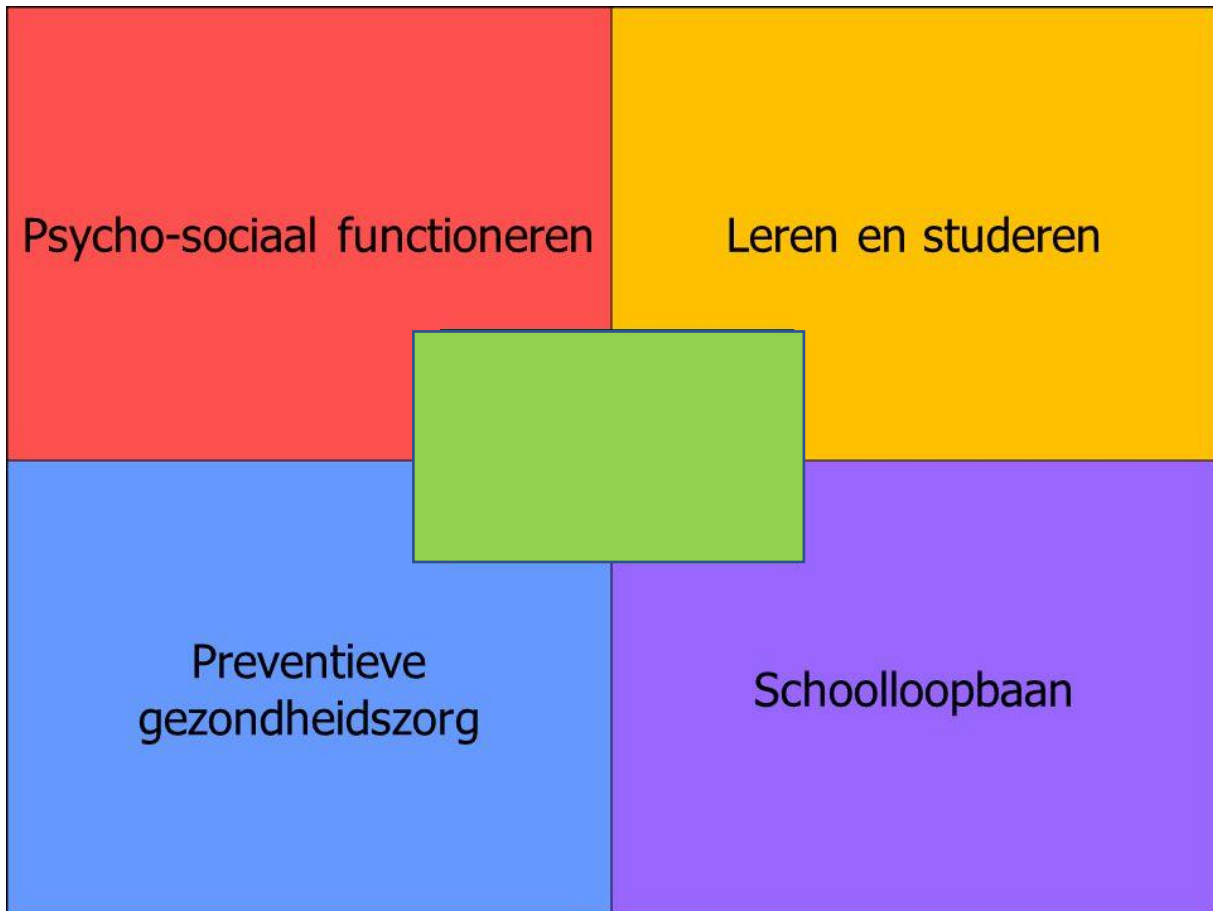 Psycho-sociaal functioneren
Leren en studeren
Preventieve
gezondheidszorg
Schoolloopbaan